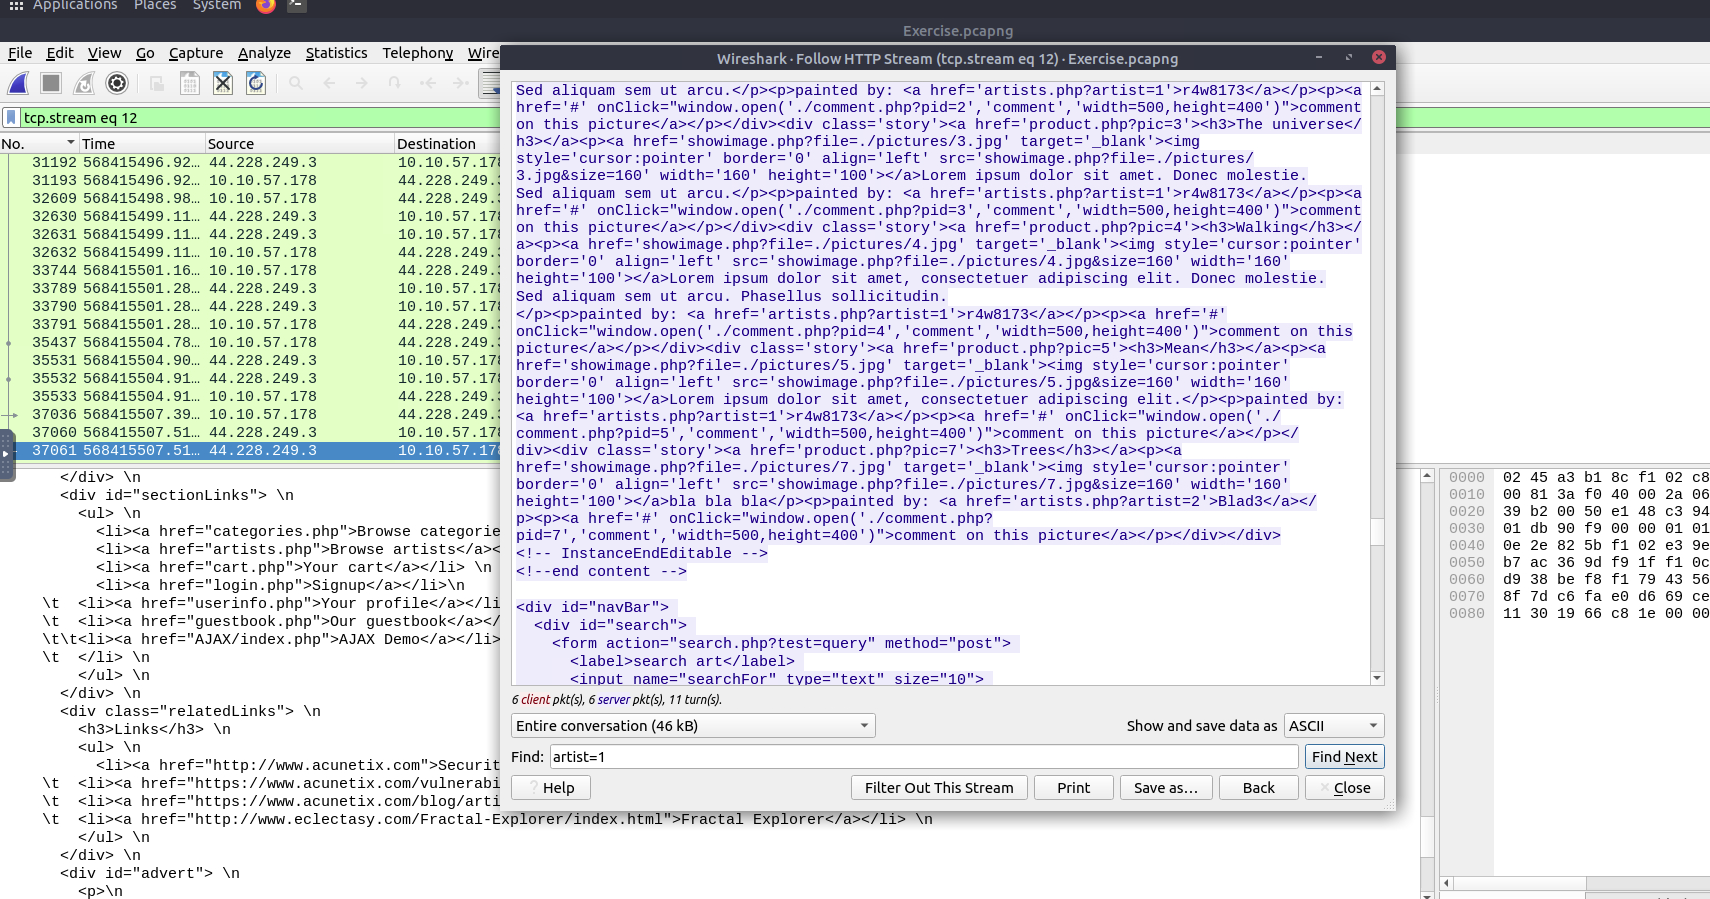 Applications Places System
Exercise.pcapng
File Edit View Go Capture Analyze Statistics Telephony Wire
tcp.stream eq 12
No. Time Source Destination
31192 568415496.92… 44.228.249.3 10.10.57.178
31193 568415496.92… 10.10.57.178 44.228.249.3
32609 568415498.98… 10.10.57.178 44.228.249.3
32630 568415499.11… 44.228.249.3 10.10.57.178
32631 568415499.11… 44.228.249.3 10.10.57.178
32632 568415499.11… 44.228.249.3 10.10.57.178
33744 568415501.16… 10.10.57.178 44.228.249.3
33789 568415501.28… 44.228.249.3 10.10.57.178
33790 568415501.28… 44.228.249.3 10.10.57.178
33791 568415501.28… 10.10.57.178 44.228.249.3
35437 568415504.78… 10.10.57.178 44.228.249.3
35531 568415504.90… 44.228.249.3 10.10.57.178
35532 568415504.91… 44.228.249.3 10.10.57.178
35533 568415504.91… 10.10.57.178 44.228.249.3
37036 568415507.39… 10.10.57.178 44.228.249.3
37060 568415507.51… 44.228.249.3 10.10.57.178
37061 568415507.51… 44.228.249.3 10.10.57.178
</div> \n
<div id="sectionLinks"> \n
<ul> \n
<li><a href="categories.php">Browse categorie
<li><a href="artists.php">Browse artists</a><
<li><a href="cart.php">Your cart</a></li> \n
<li><a href="login.php">Signup</a></li>\n
\t <li><a href="userinfo.php">Your profile</a></li
\t <li><a href="guestbook.php">Our guestbook</a></
\t\t<li><a href="AJAX/index.php">AJAX Demo</a></li>
\t </li> \n
</ul> \n
</div> \n
<div class="relatedLinks"> \n
<h3>Links</h3> \n
<ul> \n
<li><a href="http://www.acunetix.com">Securit
\t <li><a href="https://www.acunetix.com/vulnerabi
\t <li><a href="https://www.acunetix.com/blog/arti
\t <li><a href="http://www.eclectasy.com/Fractal-Explorer/index.html">Fractal Explorer</a></li> \n
</ul> \n
</div> \n
<div id="advert"> \n
<p>\n
Wireshark · Follow HTTP Stream (tcp.stream eq 12) · Exercise.pcapng
Sed aliquam sem ut arcu.</p><p>painted by: <a href='artists.php?artist=1'>r4w8173</a></p><p><a
href='#' onClick="window.open('./comment.php?pid=2','comment','width=500,height=400')">comment
on this picture</a></p></div><div class='story'><a href='product.php?pic=3'><h3>The universe</
h3></a><p><a href='showimage.php?file=./pictures/3.jpg' target='_blank'><img
style='cursor:pointer' border='0' align='left' src='showimage.php?file=./pictures/
3.jpg&size=160' width='160' height='100'></a>Lorem ipsum dolor sit amet. Donec molestie.
Sed aliquam sem ut arcu.</p><p>painted by: <a href='artists.php?artist=1'>r4w8173</a></p><p><a
href='#' onClick="window.open('./comment.php?pid=3','comment','width=500,height=400')">comment
on this picture</a></p></div><div class='story'><a href='product.php?pic=4'><h3>Walking</h3></
a><p><a href='showimage.php?file=./pictures/4.jpg' target='_blank'><img style='cursor:pointer'
border='0' align='left' src='showimage.php?file=./pictures/4.jpg&size=160' width='160'
height='100'></a>Lorem ipsum dolor sit amet, consectetuer adipiscing elit. Donec molestie.
Sed aliquam sem ut arcu. Phasellus sollicitudin.
</p><p>painted by: <a href='artists.php?artist=1'>r4w8173</a></p><p><a href='#'
onClick="window.open('./comment.php?pid=4','comment','width=500,height=400')">comment on this
picture</a></p></div><div class='story'><a href='product.php?pic=5'><h3>Mean</h3></a><p><a
href='showimage.php?file=./pictures/5.jpg' target='_blank'><img style='cursor:pointer'
border='0' align='left' src='showimage.php?file=./pictures/5.jpg&size=160' width='160'
height='100'></a>Lorem ipsum dolor sit amet, consectetuer adipiscing elit.</p><p>painted by:
<a href='artists.php?artist=1'>r4w8173</a></p><p><a href='#' onClick="window.open('./
comment.php?pid=5','comment','width=500,height=400')">comment on this picture</a></p></
div><div class='story'><a href='product.php?pic=7'><h3>Trees</h3></a><p><a
href='showimage.php?file=./pictures/7.jpg' target='_blank'><img style='cursor:pointer'
border='0' align='left' src='showimage.php?file=./pictures/7.jpg&size=160' width='160'
height='100'></a>bla bla bla</p><p>painted by: <a href='artists.php?artist=2'>Blad3</a></
p><p><a href='#' onClick="window.open('./comment.php?
pid=7','comment','width=500,height=400')">comment on this picture</a></p></div></div>
<!-- InstanceEndEditable -->
<!--end content -->
<div id="navBar">
<div id="search">
<form action="search.php?test=query" method="post">
<label>search art</label>
<input name="searchFor" type="text" size="10">
6 client pkt(s), 6 server pkt(s), 11 turn(s).
Entire conversation (46 kB) Show and save data as ASCII
Find: artist=1 Find Next
Help Filter Out This Stream Print Save as… Back Close
0000 02 45 a3 b1 8c f1 02 c8
0010 00 81 3a f0 40 00 2a 06
0020 39 b2 00 50 e1 48 c3 94
0030 01 db 90 f9 00 00 01 01
0040 0e 2e 82 5b f1 02 e3 9e
0050 b7 ac 36 9d f9 1f f1 0c
0060 d9 38 be f8 f1 79 43 56
0070 8f 7d c6 fa e0 d6 69 ce
0080 11 30 19 66 c8 1e 00 00